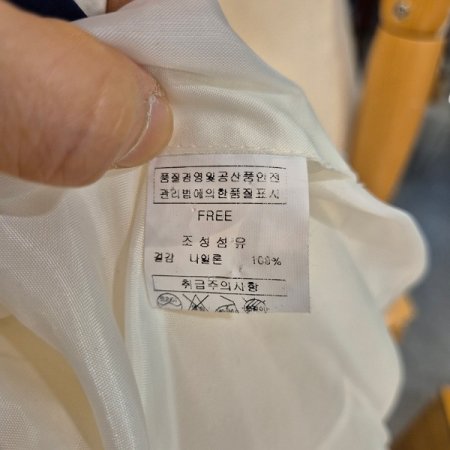 품질경영및공산품안전
관리법에의한품질표시
FREE
조성섬유
겉감 나일론 100%
취급주의사항